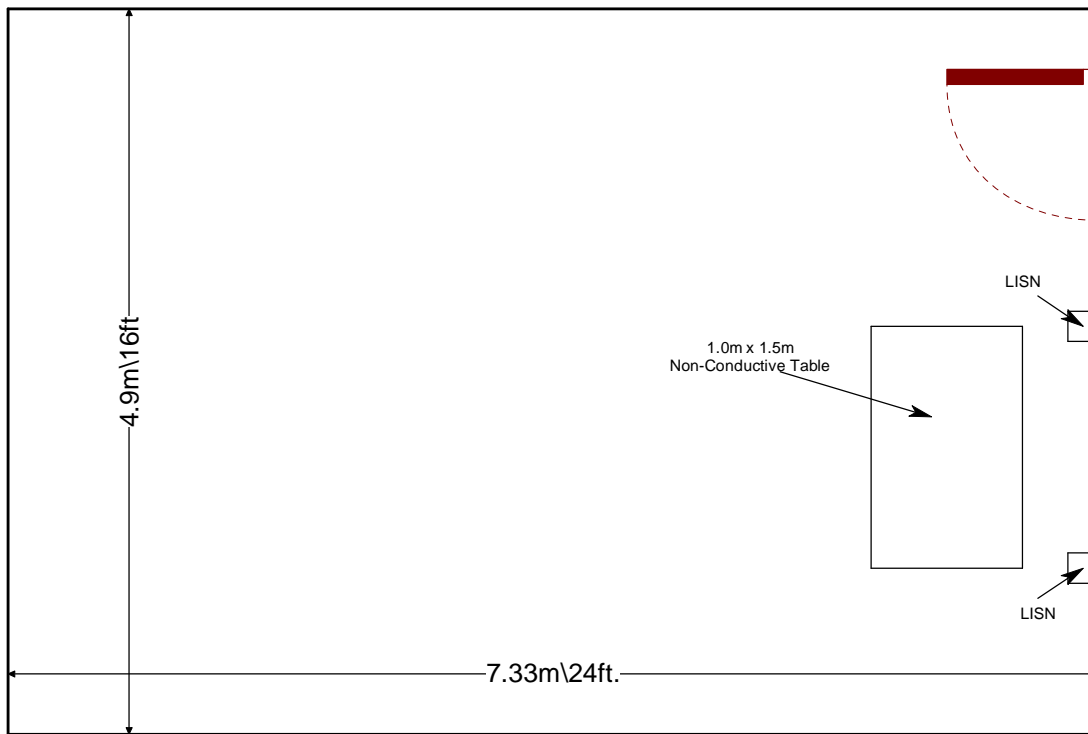 LISN
4.9m\16ft
1.0m x 1.5m
Non-Conductive Table
LISN
7.33m\24ft.